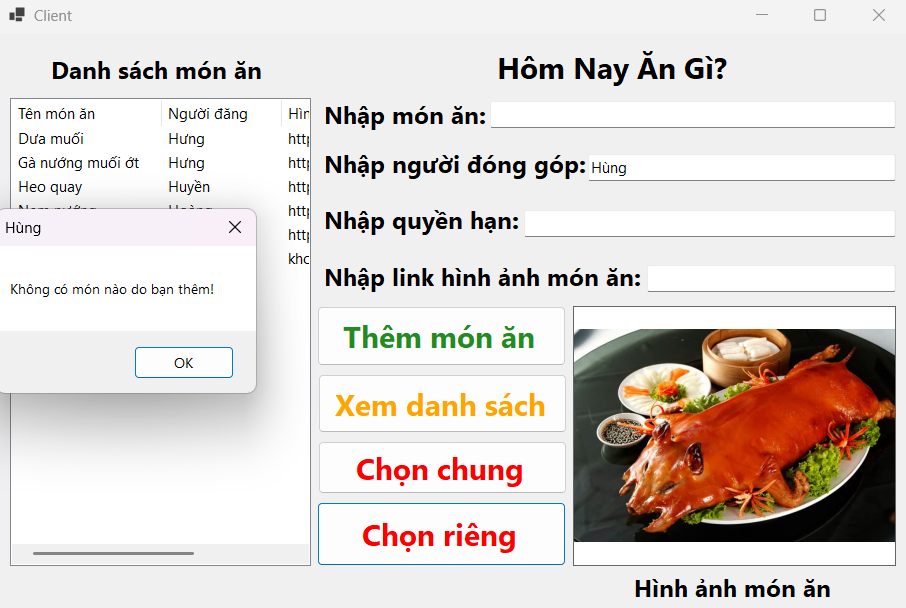 Client
Danh sách món ăn
Hôm Nay Ăn Gì?
Tên món ăn Người đăng Hìn
Dưa muối Hưng http
Gà nướng muối ớt Hưng http
Heo quay Huyền http
http
http
kho
Hùng
Không có món nào do bạn thêm!
OK
Nhập món ăn:
Nhập người đóng góp: Hùng
Nhập quyền hạn:
Nhập link hình ảnh món ăn:
Thêm món ăn
Xem danh sách
Chọn chung
Chọn riêng
Hình ảnh món ăn